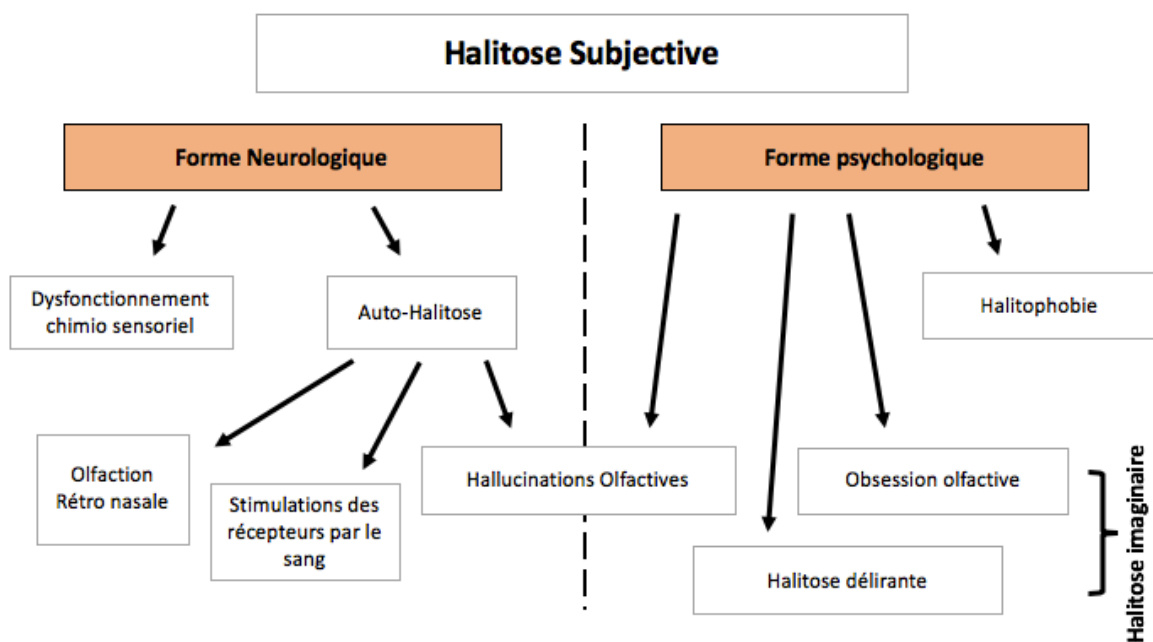 Halitose Subjective
Forme Neurologique
Forme psychologique
Dysfonctionnement
chimio sensoriel
Auto-Halitose
Halitophobie
Olfaction
Rétro nasale
Stimulations des
récepteurs par le
sang
Hallucinations Olfactives
Obsession olfactive
Halitose délirante
Halitose imaginaire